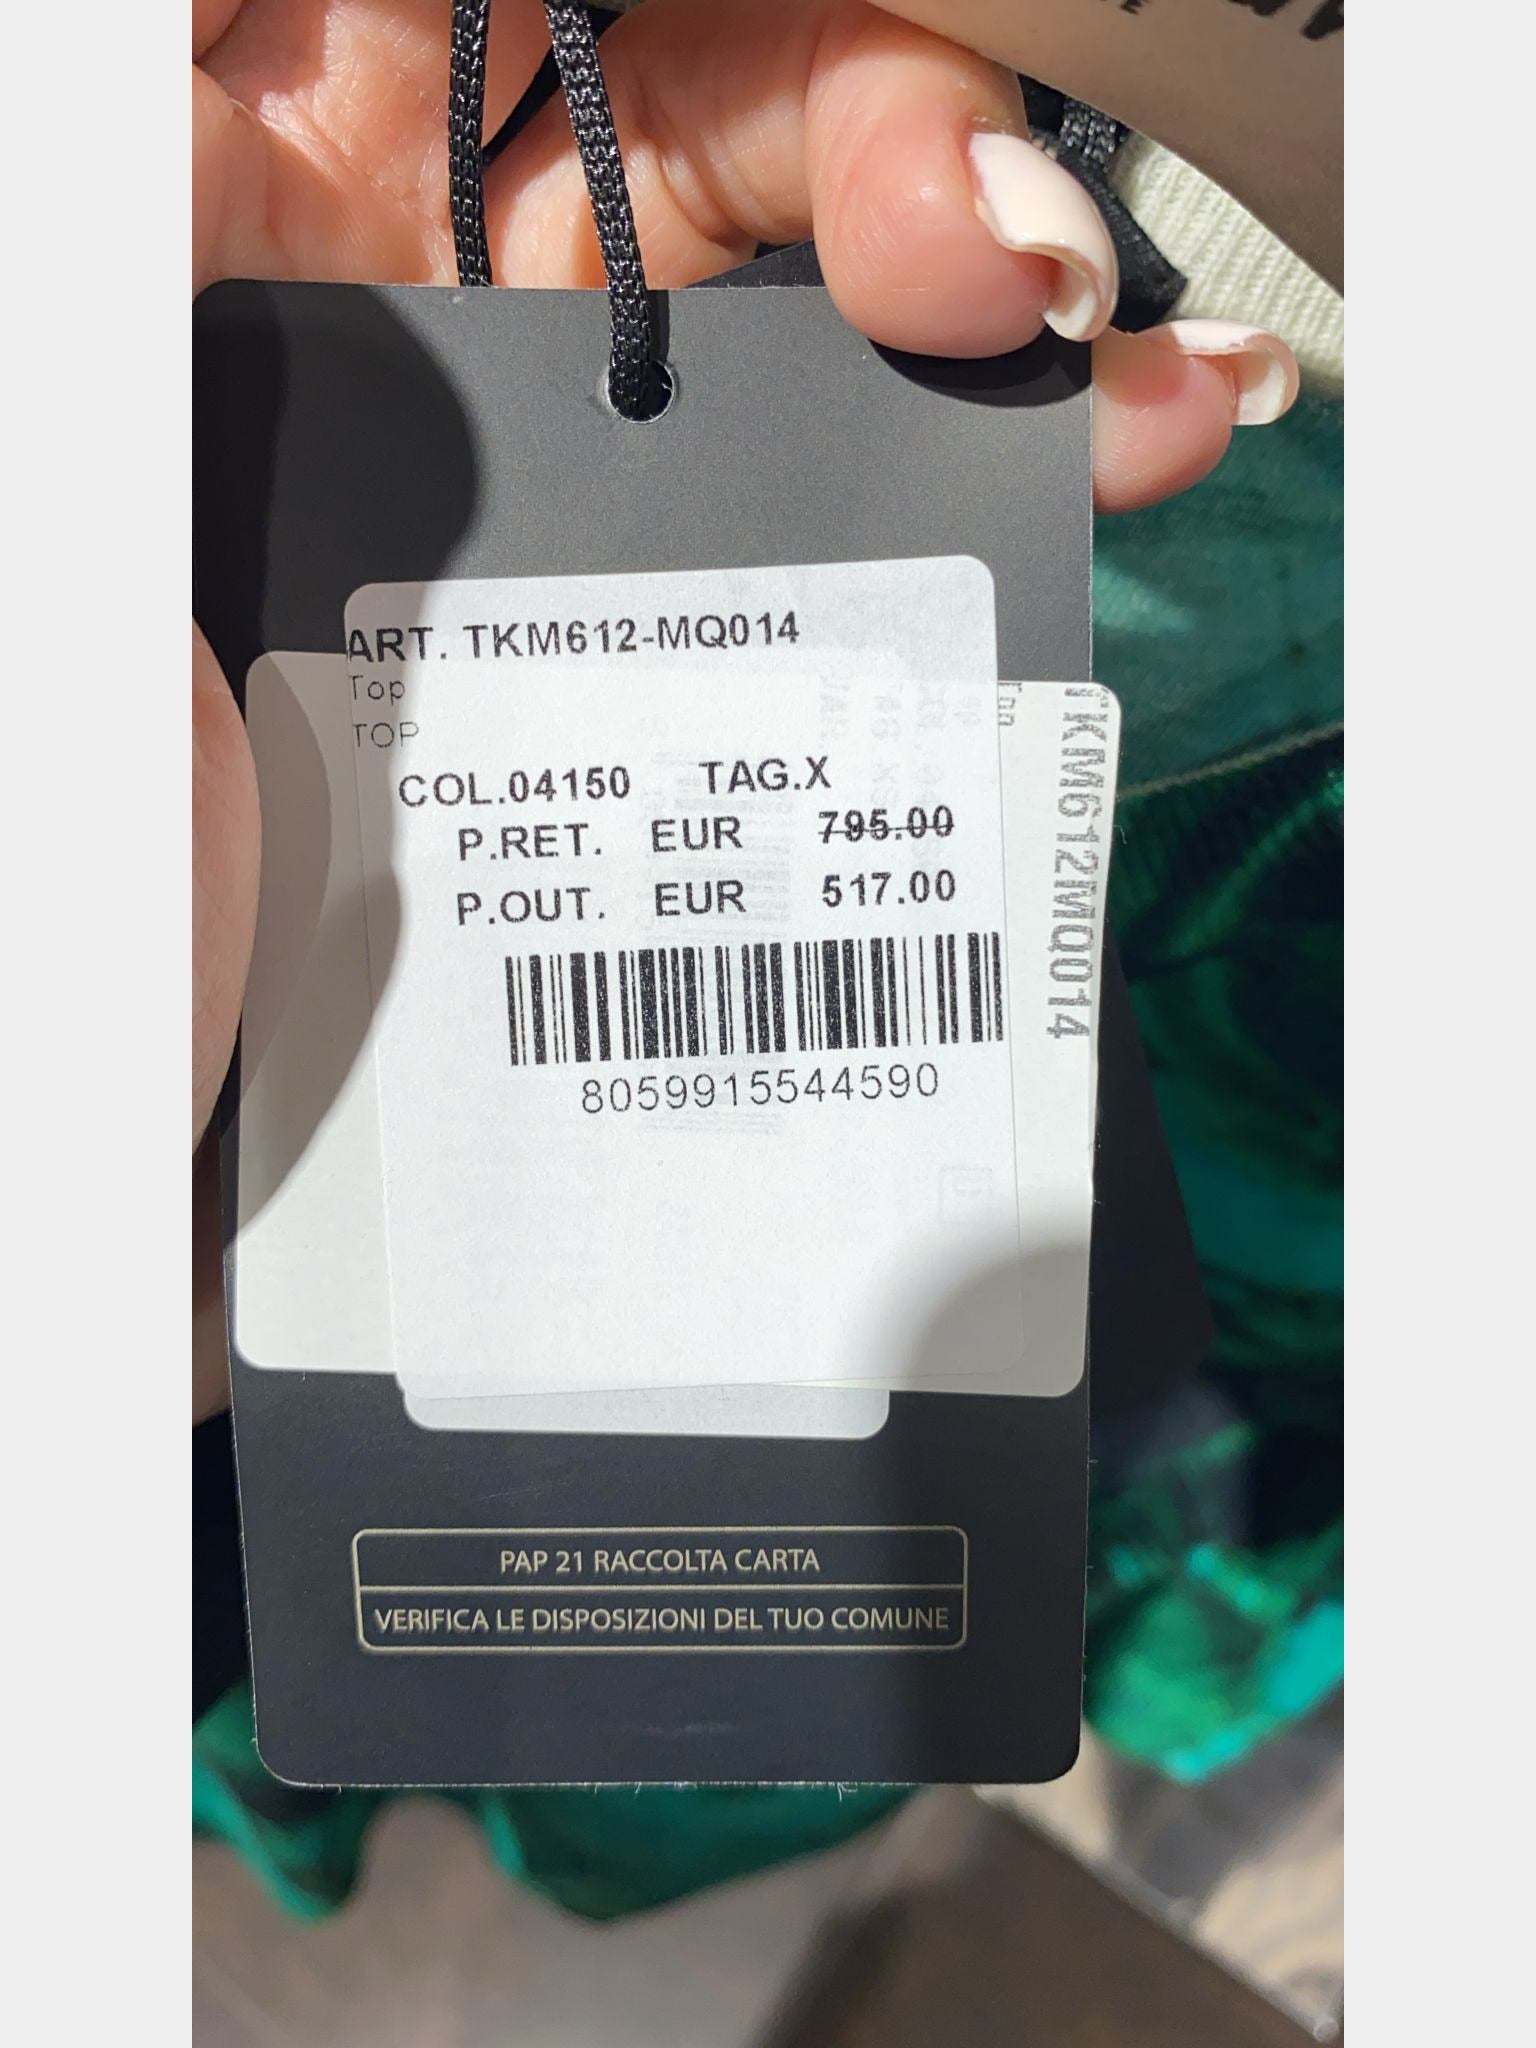 ART. TKM612-MQ014
Top
TOP
COL.04150 TAG.X
P.RET. EUR 795.00
P.OUT. EUR 517.00
8059915544590
TKM612MQ014
Top
PAP 21 RACCOLTA CARTA
VERIFICA LE DISPOSIZIONI DEL TUO COMUNE